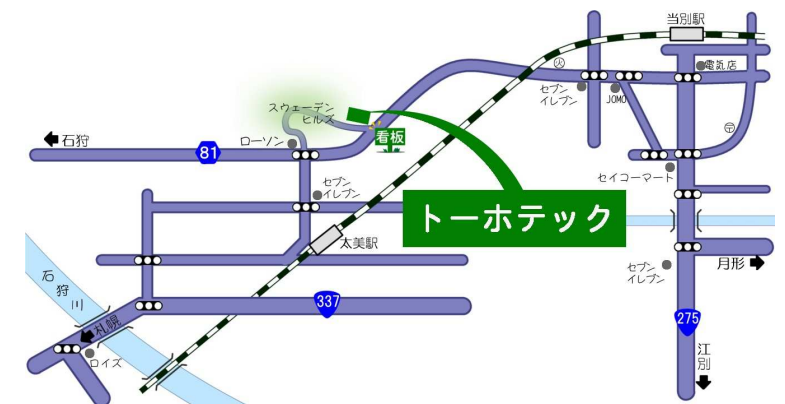 当別駅
電気店
セブン
イレブン
JOMO
スウェーデン
ヒルズ
看板
石狩
81
ローソン
セイコーマート
セブン
イレブン
トーホテック
太美駅
セブン
イレブン
月形
石
狩
川
337
275
札幌
ロイズ
江
別